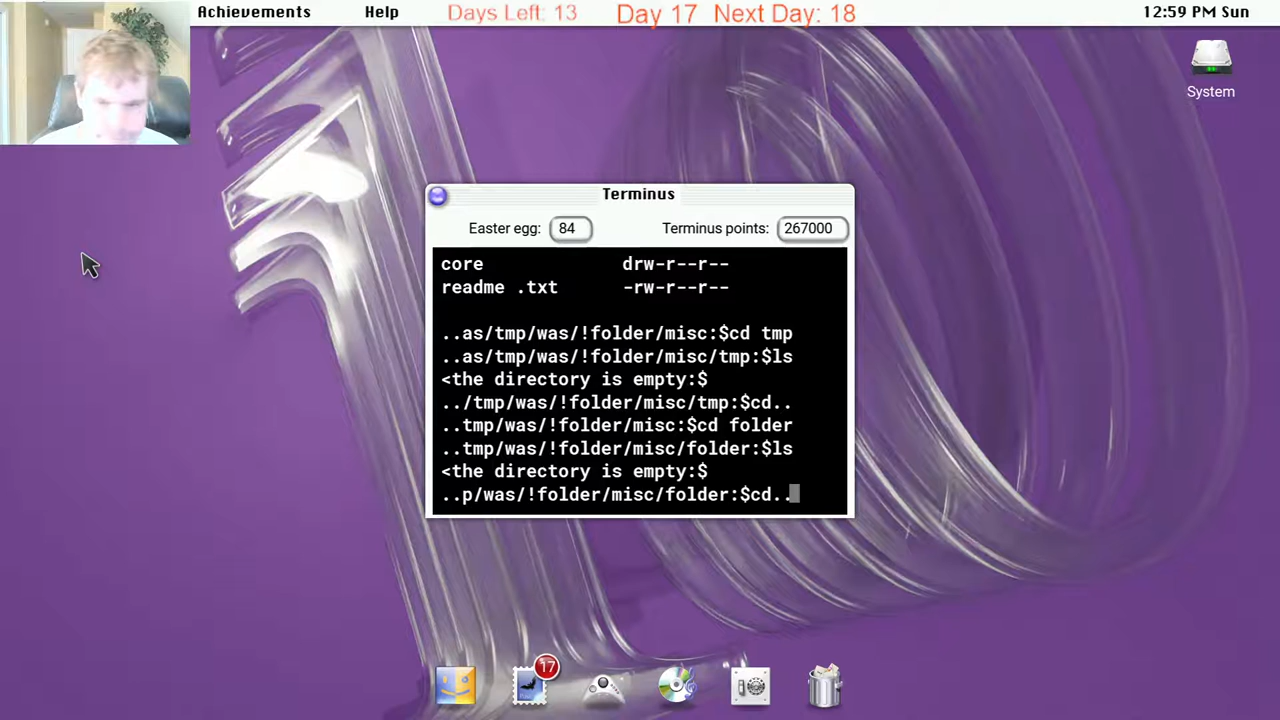 Achievements Help Days Left: 13 Day 17 Next Day: 18 12:59 PM Sun
System
Terminus
Easter egg: 84 Terminus points: 267000
core drw-r--r--
readme .txt -rw-r--r--
..as/tmp/was/!folder/misc:$cd tmp
..as/tmp/was/!folder/misc/tmp:$ls
<the directory is empty:$
../tmp/was/!folder/misc/tmp:$cd..
..tmp/was/!folder/misc:$cd folder
..tmp/was/!folder/misc/folder:$ls
<the directory is empty:$
..p/was/!folder/misc/folder:$cd..
17